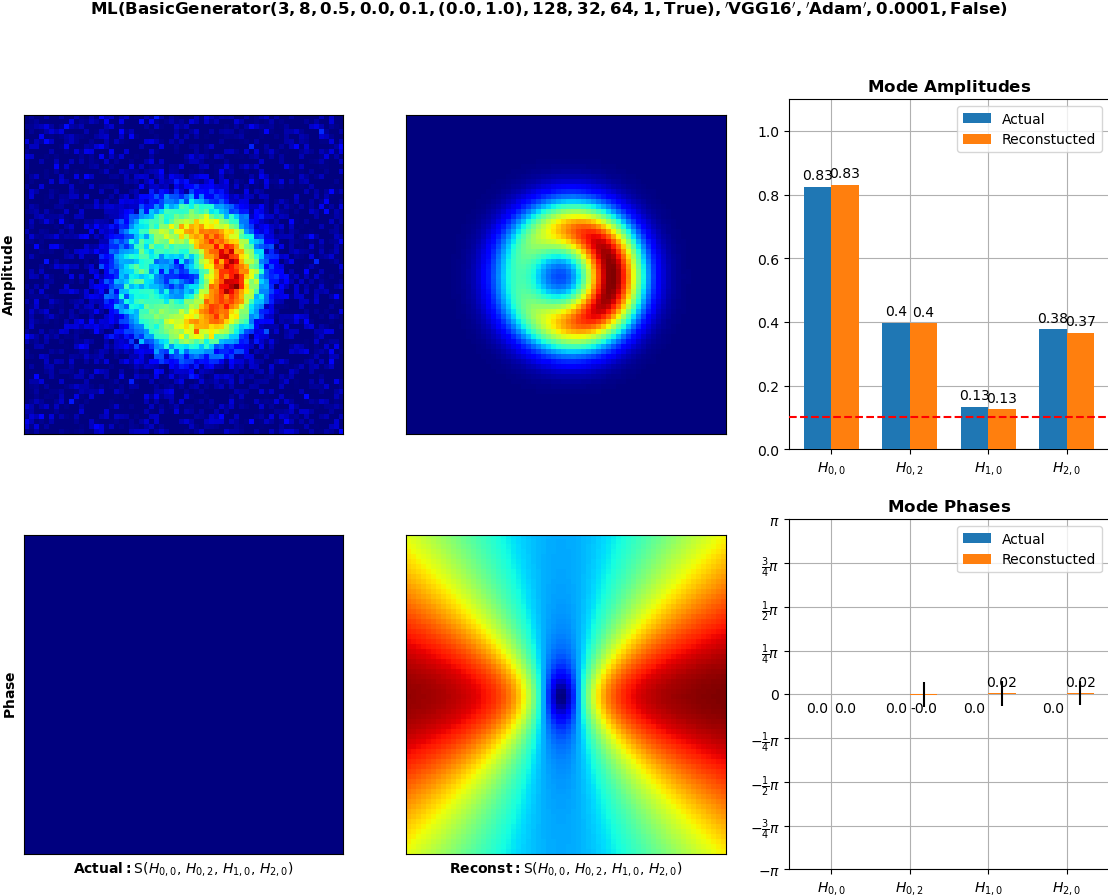 ML(BasicGenerator(3, 8, 0.5, 0.0, 0.1, (0.0, 1.0), 128, 32, 64, 1, True), ′VGG16′, ′Adam′, 0.0001, False)
Amplitude
Mode Amplitudes
Actual
Reconstucted
1.0
0.8
0.6
0.4
0.2
0.0
0.83 0.83
0.4 0.4
0.13 0.13
0.38 0.37
H0,0 H0,2 H1,0 H2,0
Phase
Actual: S(H0,0, H0,2, H1,0, H2,0)
Reconst: S(H0,0, H0,2, H1,0, H2,0)
Mode Phases
Actual
Reconstucted
π
3/4π
1/2π
1/4π
0
−1/4π
−1/2π
−3/4π
−π
0.02 0.02
0.0 0.0 0.0 -0.0 0.0 0.0
H0,0 H0,2 H1,0 H2,0